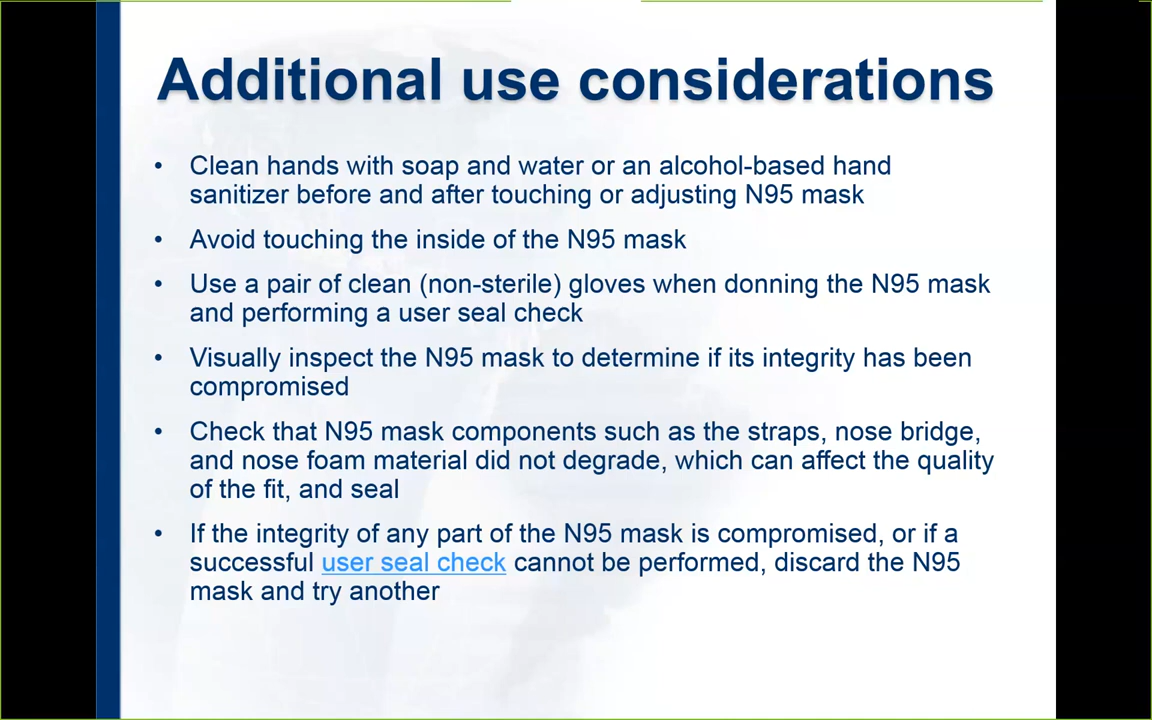 Additional use considerations
• Clean hands with soap and water or an alcohol-based hand
sanitizer before and after touching or adjusting N95 mask
• Avoid touching the inside of the N95 mask
• Use a pair of clean (non-sterile) gloves when donning the N95 mask
and performing a user seal check
• Visually inspect the N95 mask to determine if its integrity has been
compromised
• Check that N95 mask components such as the straps, nose bridge,
and nose foam material did not degrade, which can affect the quality
of the fit, and seal
• If the integrity of any part of the N95 mask is compromised, or if a
successful user seal check cannot be performed, discard the N95
mask and try another